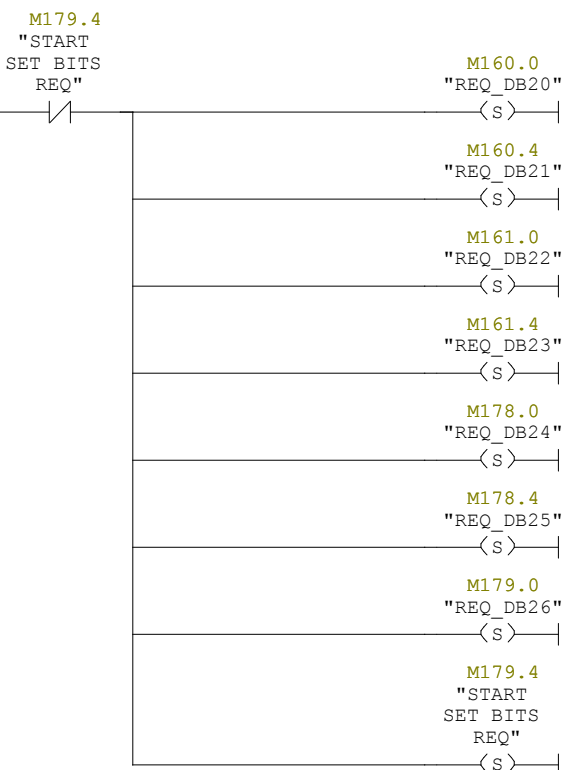 M179.4
"START
SET BITS
REQ"
M160.0
"REQ_DB20"
S
M160.4
"REQ_DB21"
S
M161.0
"REQ_DB22"
S
M161.4
"REQ_DB23"
S
M178.0
"REQ_DB24"
S
M178.4
"REQ_DB25"
S
M179.0
"REQ_DB26"
S
M179.4
"START
SET BITS
REQ"
S